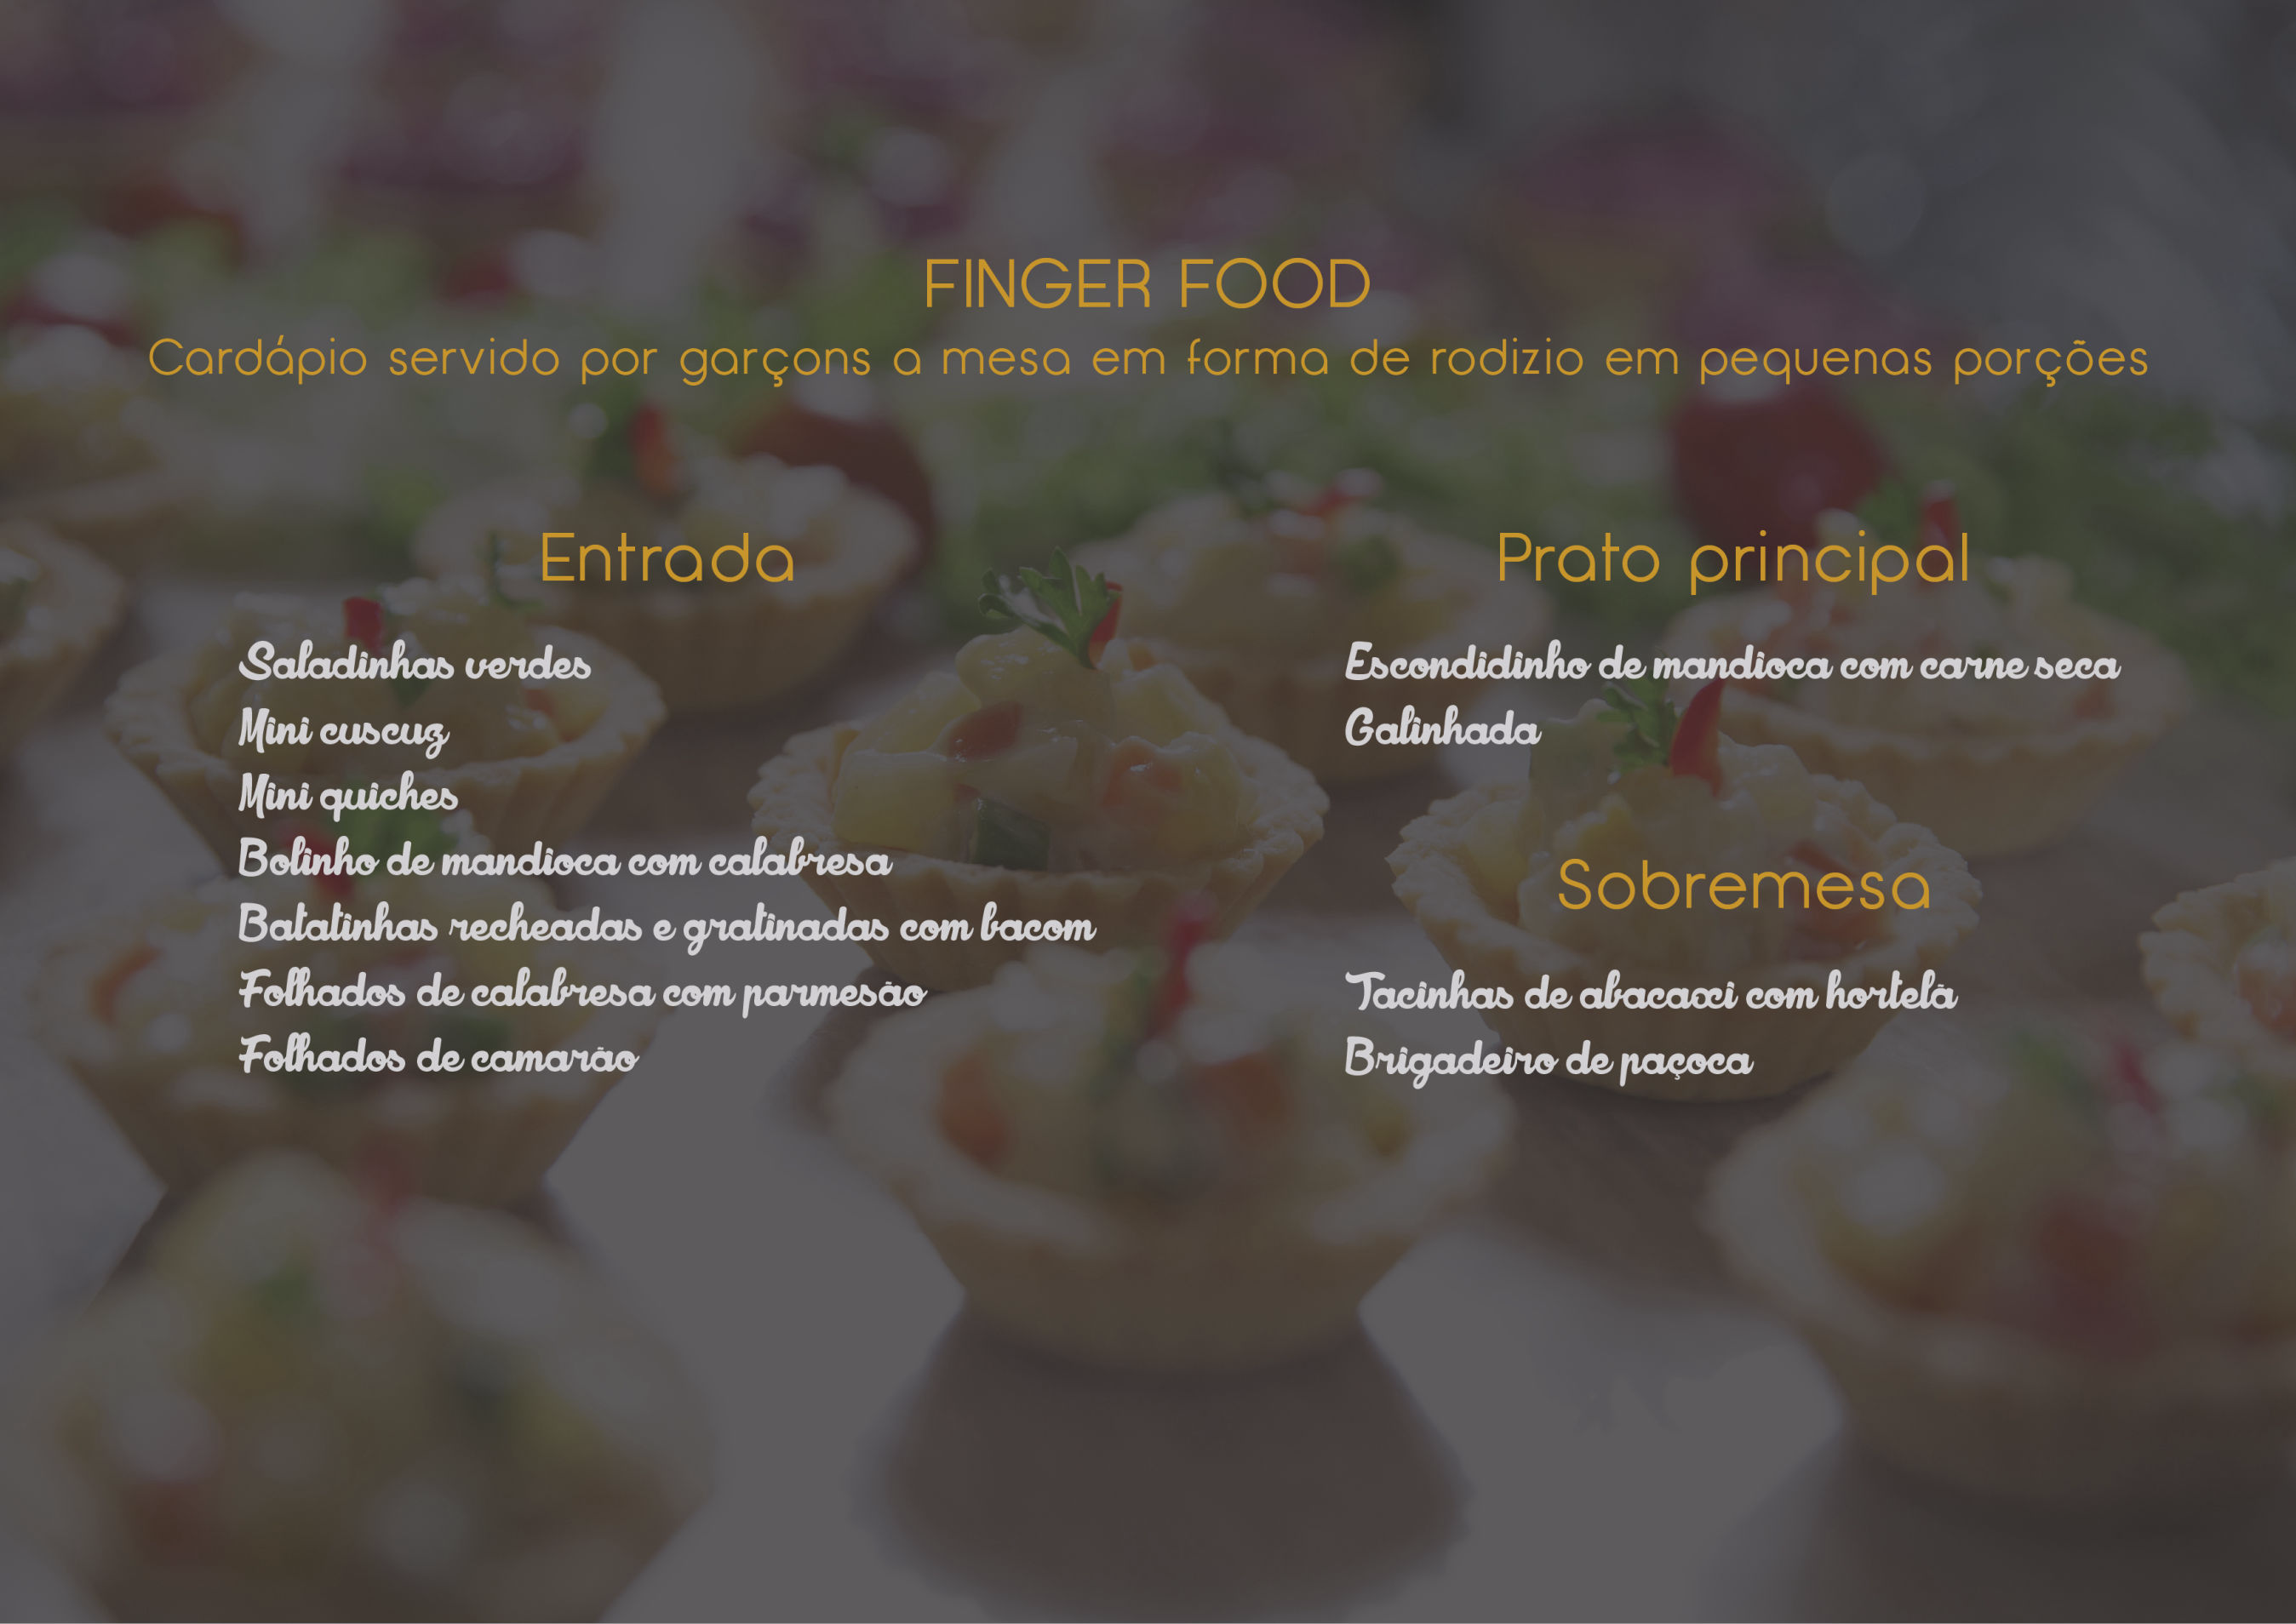 FINGER FOOD
Cardápio servido por garçons a mesa em forma de rodizio em pequenas porções
Entrada
Saladinhas verdes
Mini cuscuz
Mini quiches
Bolinho de mandioca com calabresa
Batatinhas recheadas e gratinadas com bacom
Folhados de calabresa com parmesão
Folhados de camarão
Prato principal
Escondidinho de mandioca com carne seca
Galinhada
Sobremesa
Tacinhas de abacaxi com hortelã
Brigadeiro de paçoca